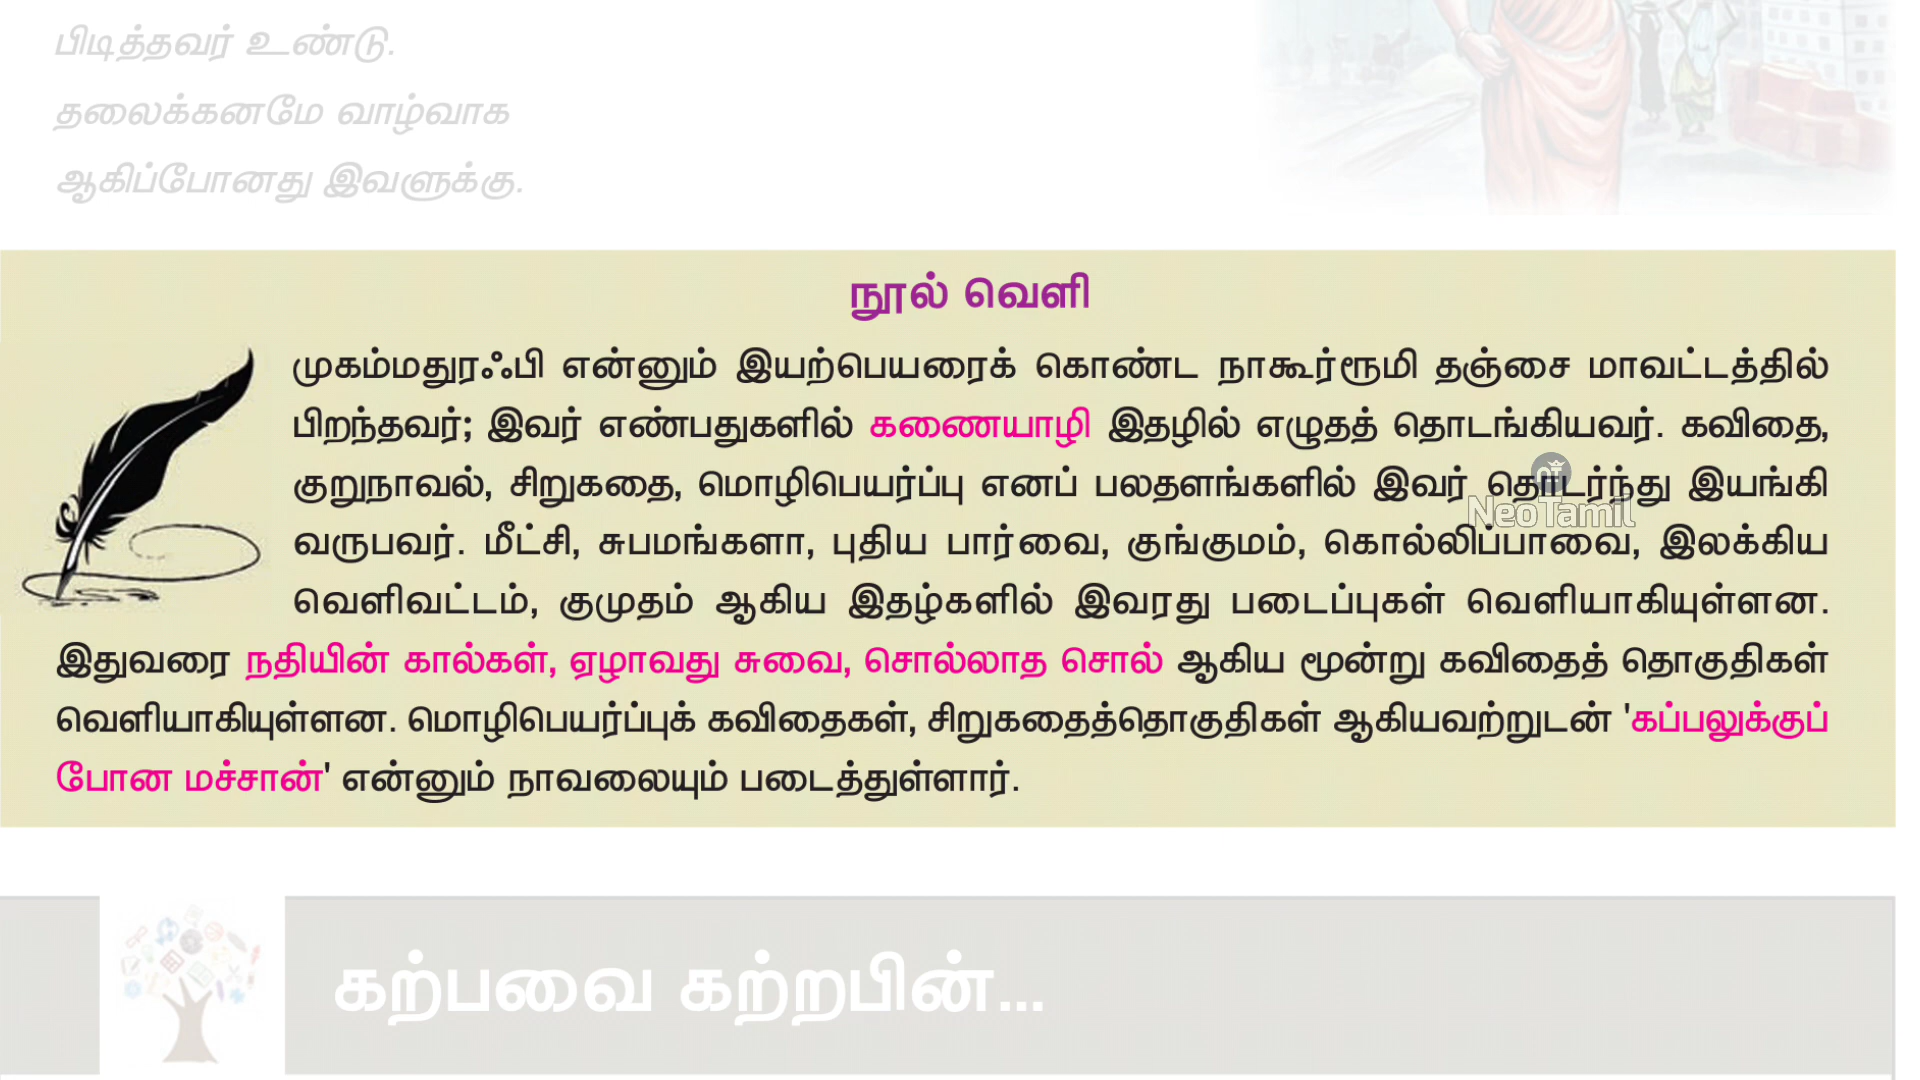 பிடித்தவர் உண்டு.
தலைக்கனமே வாழ்வாக
ஆகிப்போனது இவளுக்கு.
நூல் வெளி
முகம்மதுரஃபி என்னும் இயற்பெயரைக் கொண்ட நாகூர்ரூமி தஞ்சை மாவட்டத்தில்
பிறந்தவர்; இவர் எண்பதுகளில் கணையாழி இதழில் எழுதத் தொடங்கியவர். கவிதை,
குறுநாவல், சிறுகதை, மொழிபெயர்ப்பு எனப் பலதளங்களில் இவர் தொடர்ந்து இயங்கி
NeoTamil
வருபவர். மீட்சி, சுபமங்களா, புதிய பார்வை, குங்குமம், கொல்லிப்பாவை, இலக்கிய
வெளிவட்டம், குமுதம் ஆகிய இதழ்களில் இவரது படைப்புகள் வெளியாகியுள்ளன.
இதுவரை நதியின் கால்கள், ஏழாவது சுவை, சொல்லாத சொல் ஆகிய மூன்று கவிதைத் தொகுதிகள்
வெளியாகியுள்ளன. மொழிபெயர்ப்புக் கவிதைகள், சிறுகதைத்தொகுதிகள் ஆகியவற்றுடன் 'கப்பலுக்குப்
போன மச்சான்' என்னும் நாவலையும் படைத்துள்ளார்.
கற்பவை கற்றபின்...